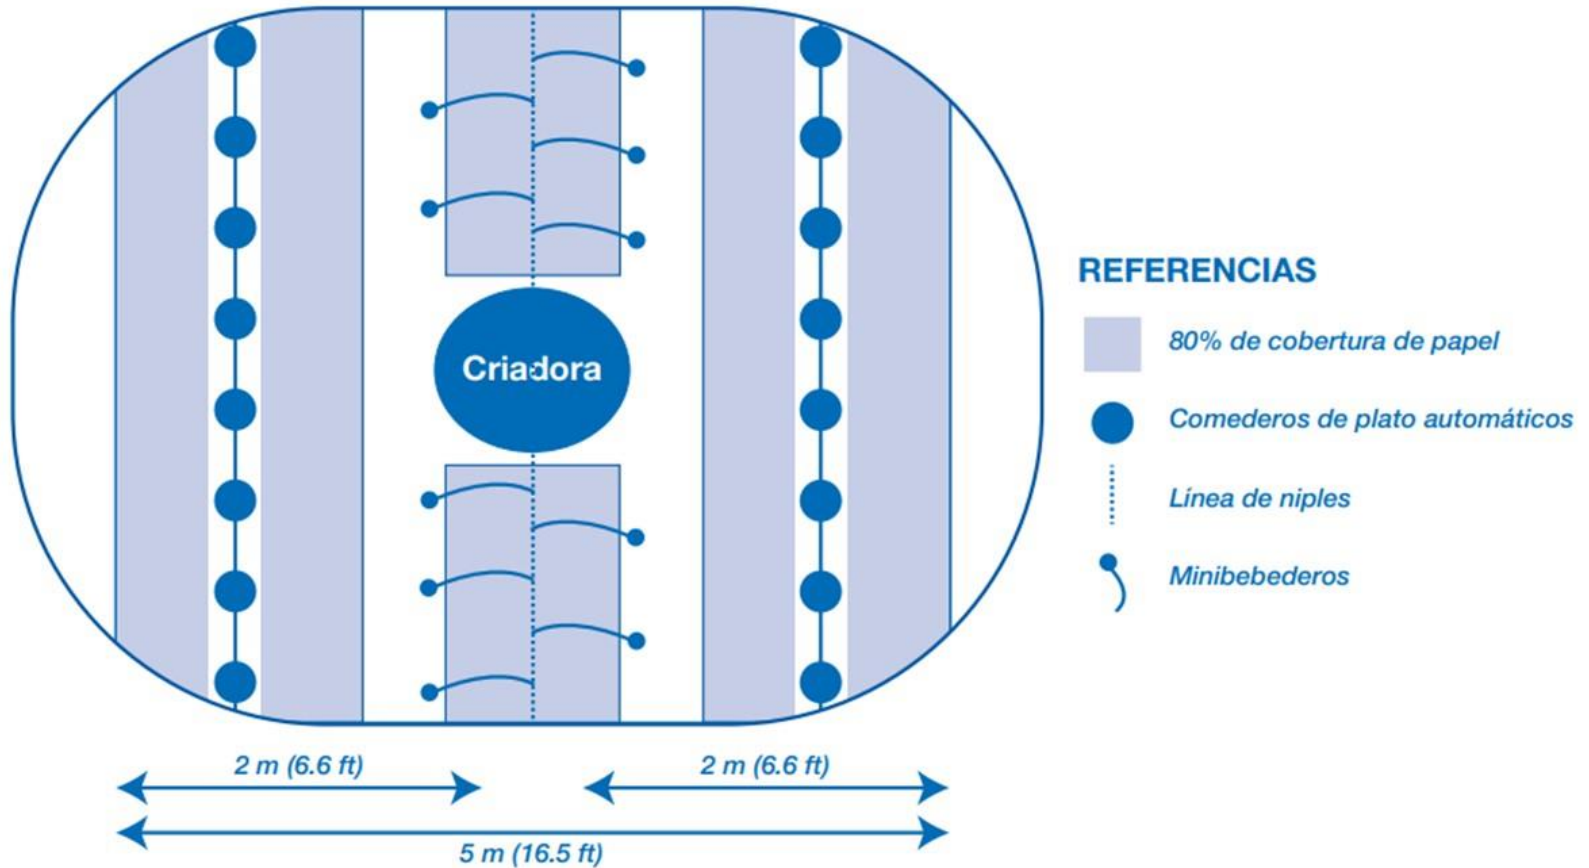 Criadora
REFERENCIAS
80% de cobertura de papel
Comederos de plato automáticos
Línea de niples
Minibebederos
2 m (6.6 ft)
2 m (6.6 ft)
5 m (16.5 ft)